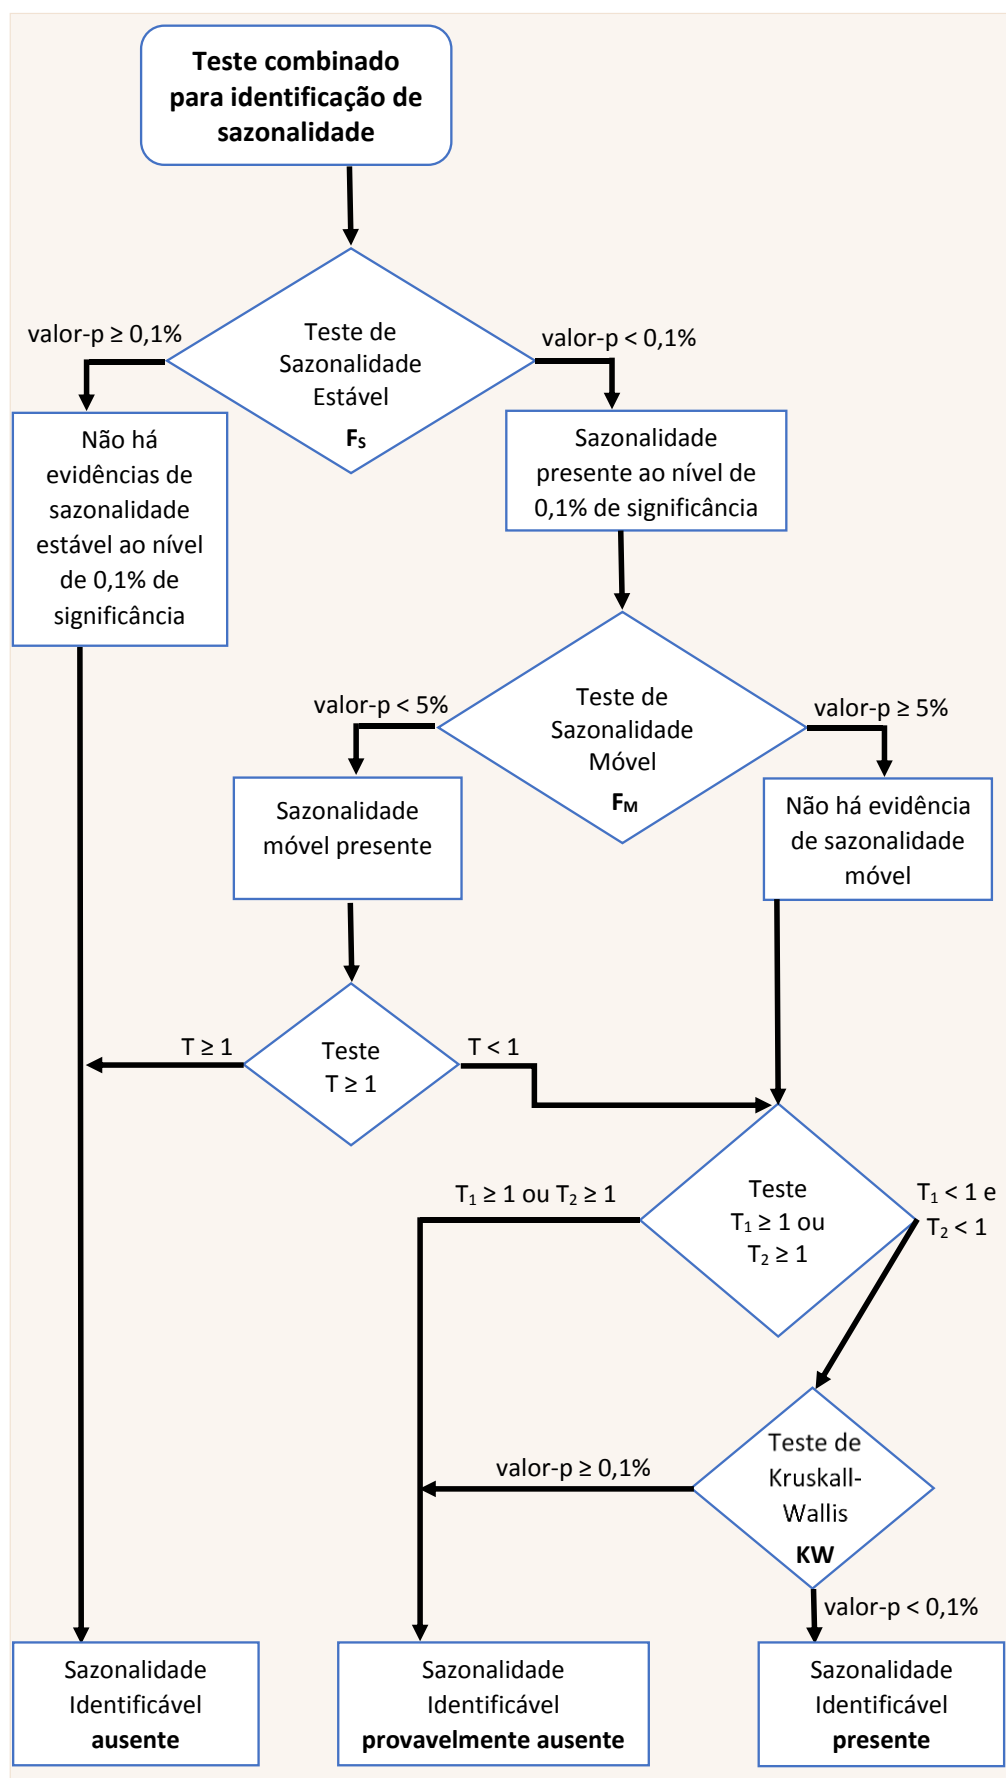 Teste combinado
para identificação de
sazonalidade
valor-p ≥ 0,1%
Teste de
Sazonalidade
Estável
F_S
valor-p < 0,1%
Não há
evidências de
sazonalidade
estável ao nível
de 0,1% de
significância
Sazonalidade
presente ao nível de
0,1% de significância
valor-p < 5%
Teste de
Sazonalidade
Móvel
F_M
valor-p ≥ 5%
Sazonalidade
móvel presente
Não há evidência
de sazonalidade
móvel
T ≥ 1
Teste
T ≥ 1
T < 1
T₁ ≥ 1 ou T₂ ≥ 1
Teste
T₁ ≥ 1 ou
T₂ ≥ 1
T₁ < 1 e
T₂ < 1
valor-p ≥ 0,1%
Teste de
Kruskall-
Wallis
KW
valor-p < 0,1%
Sazonalidade
Identificável
ausente
Sazonalidade
Identificável
provavelmente ausente
Sazonalidade
Identificável
presente